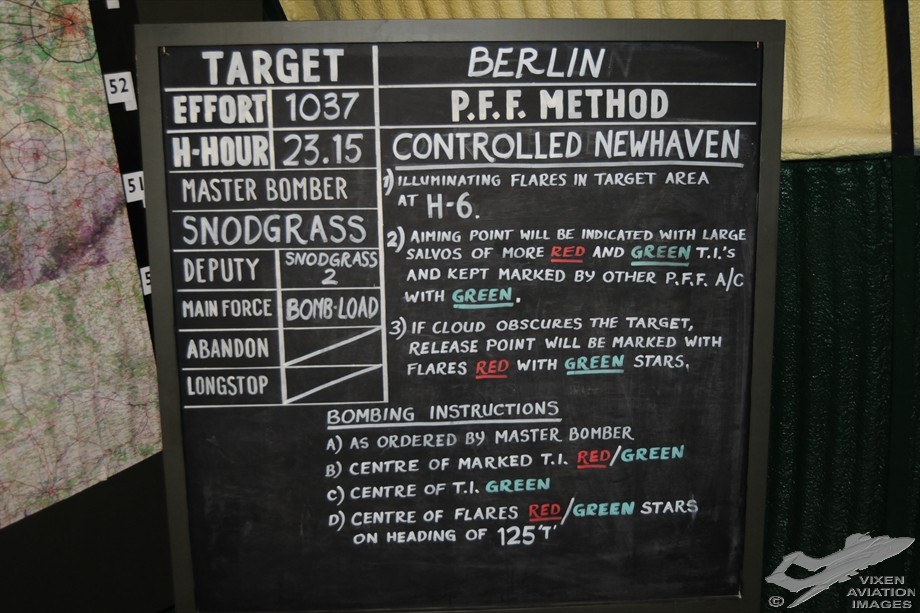 52
51
5
TARGET BERLIN
EFFORT 1037 P.F.F. METHOD
H-HOUR 23.15 CONTROLLED NEWHAVEN
MASTER BOMBER
SNODGRASS
DEPUTY SNODGRASS 2
MAIN FORCE BOMB-LOAD
ABANDON
LONGSTOP
1) ILLUMINATING FLARES IN TARGET AREA
AT H-6.
2) AIMING POINT WILL BE INDICATED WITH LARGE
SALVOS OF MORE RED AND GREEN T.I.'S
AND KEPT MARKED BY OTHER P.F.F. A/C
WITH GREEN.
3) IF CLOUD OBSCURES THE TARGET,
RELEASE POINT WILL BE MARKED WITH
FLARES RED WITH GREEN STARS.
BOMBING INSTRUCTIONS
A) AS ORDERED BY MASTER BOMBER
B) CENTRE OF MARKED T.I. RED/GREEN
C) CENTRE OF T.I. GREEN
D) CENTRE OF FLARES RED/GREEN STARS
ON HEADING OF 125°'T'
© VIXEN
AVIATION
IMAGES